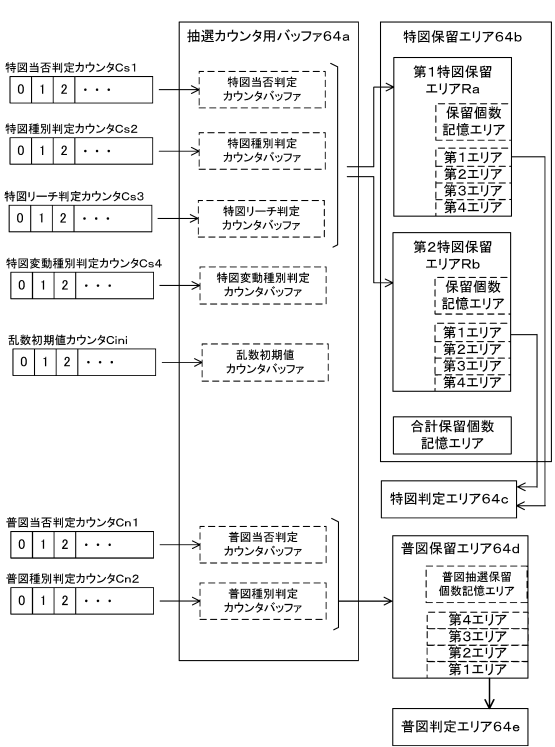 抽選カウンタ用バッファ64a
特図保留エリア64b
特図当否判定カウンタCs1
0 1 2 ・・・
特図種別判定カウンタCs2
0 1 2 ・・・
特図リーチ判定カウンタCs3
0 1 2 ・・・
特図変動種別判定カウンタCs4
0 1 2 ・・・
乱数初期値カウンタCini
0 1 2 ・・・
普図当否判定カウンタCn1
0 1 2 ・・・
普図種別判定カウンタCn2
0 1 2 ・・・
特図当否判定
カウンタバッファ
特図種別判定
カウンタバッファ
特図リーチ判定
カウンタバッファ
特図変動種別判定
カウンタバッファ
乱数初期値
カウンタバッファ
普図当否判定
カウンタバッファ
普図種別判定
カウンタバッファ
第1特図保留
エリアRa
保留個数
記憶エリア
第1エリア
第2エリア
第3エリア
第4エリア
第2特図保留
エリアRb
保留個数
記憶エリア
第1エリア
第2エリア
第3エリア
第4エリア
合計保留個数
記憶エリア
特図判定エリア64c
普図保留エリア64d
普図抽選保留
個数記憶エリア
第4エリア
第3エリア
第2エリア
第1エリア
普図判定エリア64e